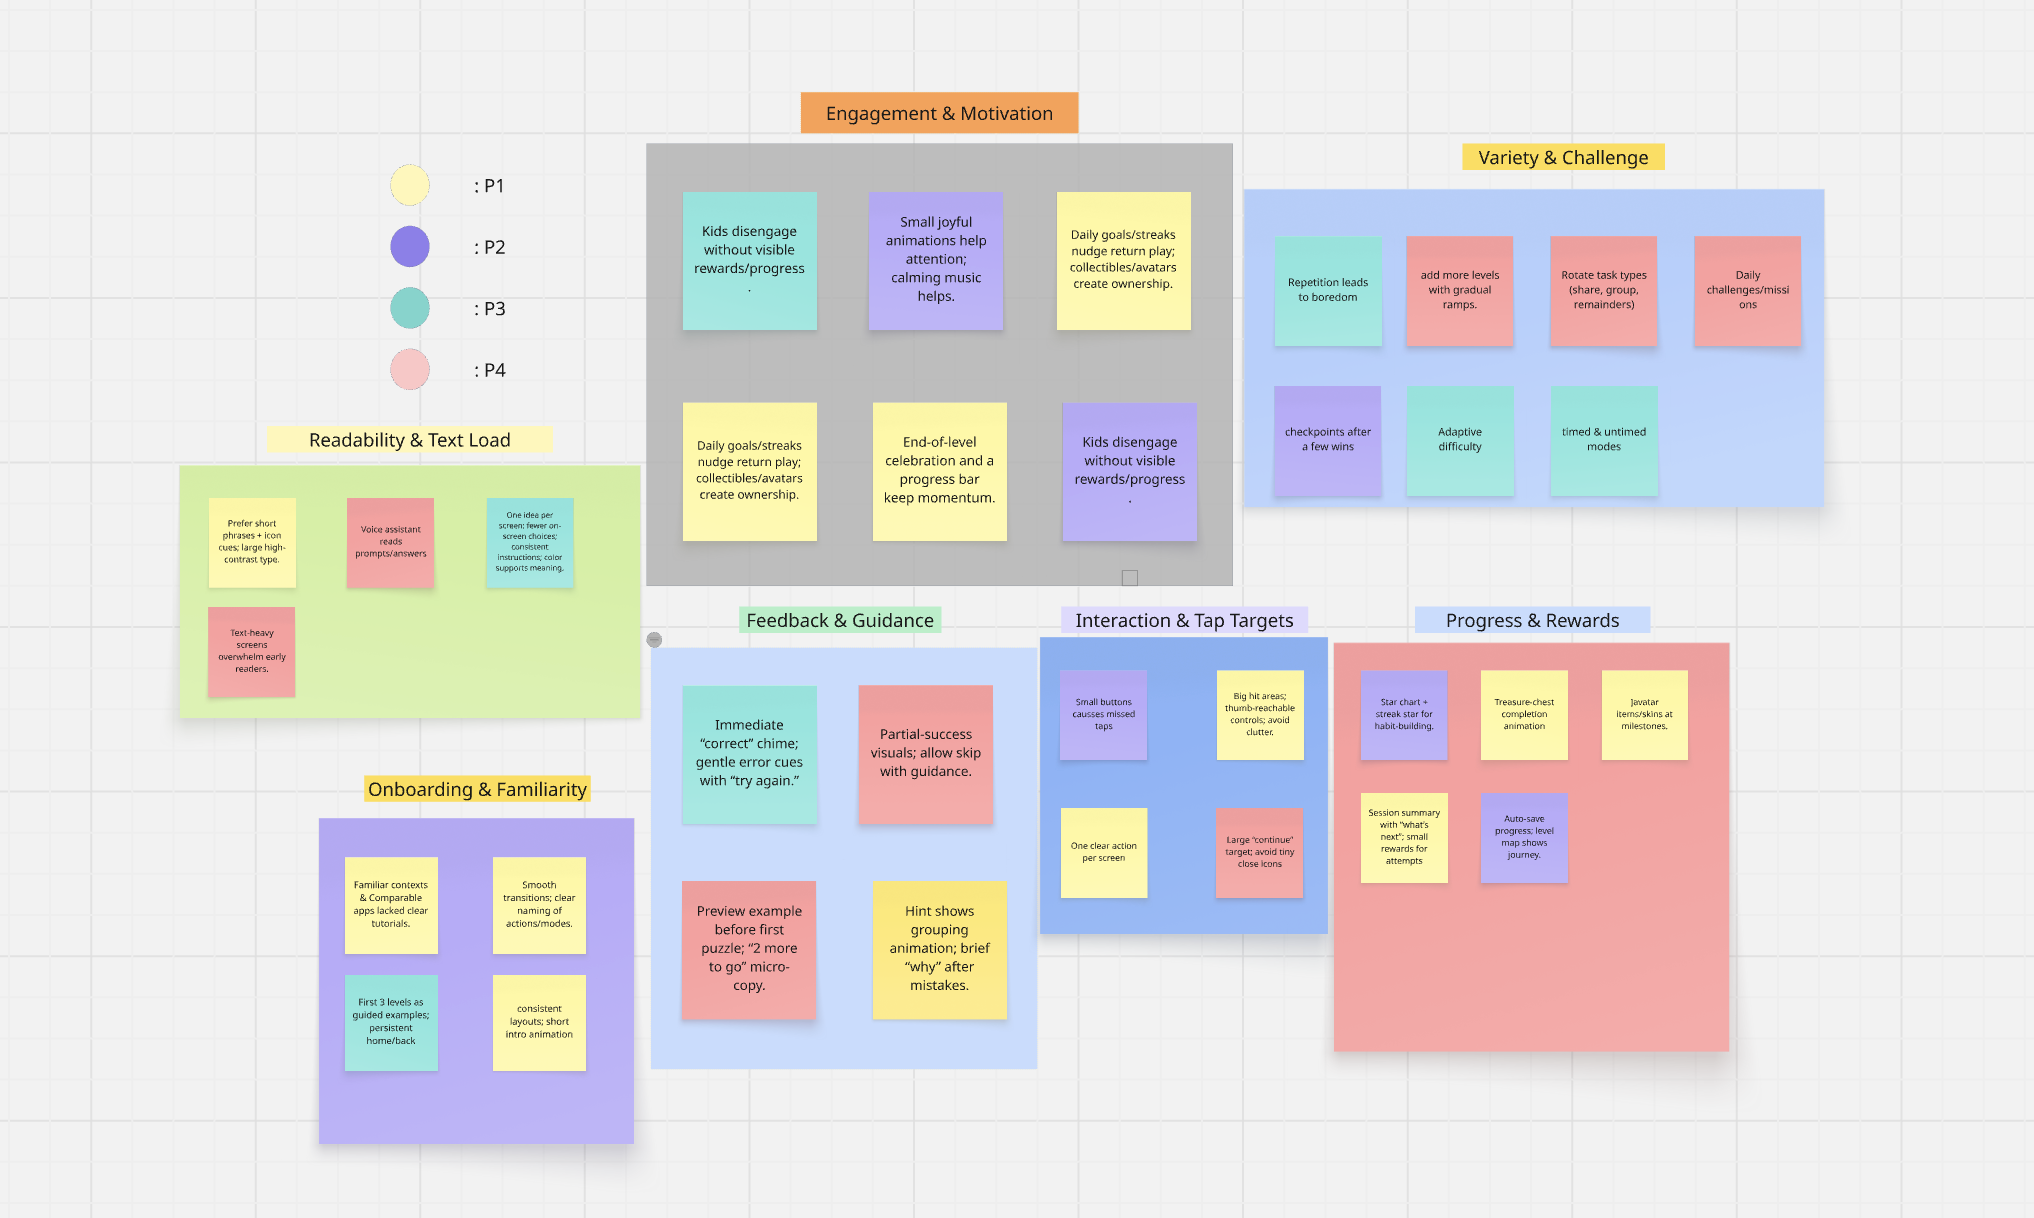 Engagement & Motivation
: P1
: P2
: P3
: P4
Kids disengage
without visible
rewards/progress
.
Small joyful
animations help
attention;
calming music
helps.
Daily goals/streaks
nudge return play;
collectibles/avatars
create ownership.
Daily goals/streaks
nudge return play;
collectibles/avatars
create ownership.
End-of-level
celebration and a
progress bar
keep momentum.
Kids disengage
without visible
rewards/progress
.
Variety & Challenge
Repetition leads
to boredom
add more levels
with gradual
ramps.
Rotate task types
(share, group,
remainders)
Daily
challenges/missi
ons
checkpoints after
a few wins
Adaptive
difficulty
timed & untimed
modes
Readability & Text Load
Prefer short
phrases + icon
cues; large high-
contrast type.
Voice assistant
reads
prompts/answers
One idea per
screen; fewer on-
screen choices;
consistent
instructions; color
supports meaning.
Text-heavy
screens
overwhelm early
readers.
Feedback & Guidance
Immediate
“correct” chime;
gentle error cues
with “try again.”
Partial-success
visuals; allow skip
with guidance.
Preview example
before first
puzzle; “2 more
to go” micro-
copy.
Hint shows
grouping
animation; brief
“why” after
mistakes.
Interaction & Tap Targets
Small buttons
causses missed
taps
Big hit areas;
thumb-reachable
controls; avoid
clutter.
One clear action
per screen
Large “continue”
target; avoid tiny
close icons
Progress & Rewards
Star chart +
streak star for
habit-building.
Treasure-chest
completion
animation
]avatar
items/skins at
milestones.
Session summary
with “what’s
next”; small
rewards for
attempts
Auto-save
progress; level
map shows
journey.
Onboarding & Familiarity
Familiar contexts
& Comparable
apps lacked clear
tutorials.
Smooth
transitions; clear
naming of
actions/modes.
First 3 levels as
guided examples;
persistent
home/back
consistent
layouts; short
intro animation